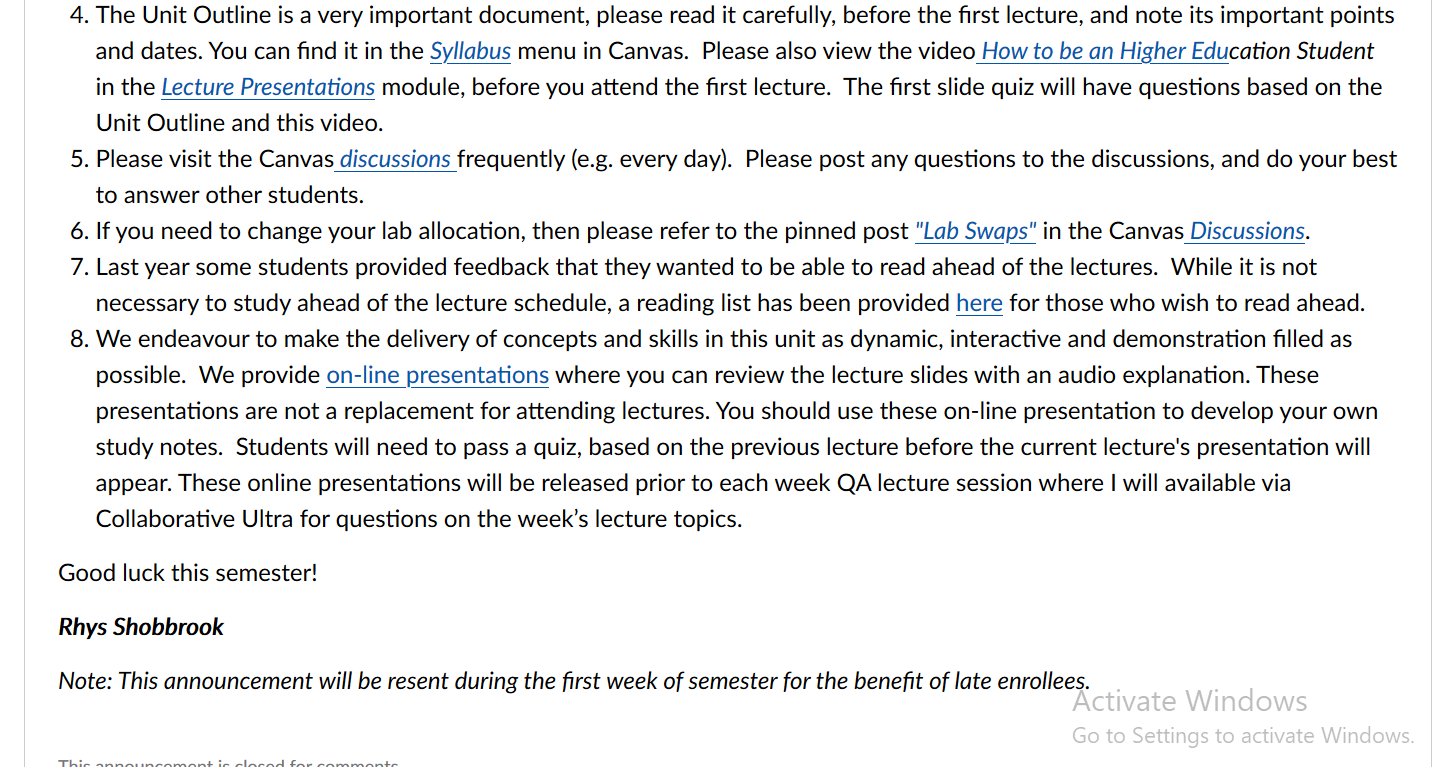 4. The Unit Outline is a very important document, please read it carefully, before the first lecture, and note its important points
and dates. You can find it in the Syllabus menu in Canvas.  Please also view the video How to be an Higher Education Student
in the Lecture Presentations module, before you attend the first lecture.  The first slide quiz will have questions based on the
Unit Outline and this video.
5. Please visit the Canvas discussions frequently (e.g. every day).  Please post any questions to the discussions, and do your best
to answer other students.
6. If you need to change your lab allocation, then please refer to the pinned post "Lab Swaps" in the Canvas Discussions.
7. Last year some students provided feedback that they wanted to be able to read ahead of the lectures.  While it is not
necessary to study ahead of the lecture schedule, a reading list has been provided here for those who wish to read ahead.
8. We endeavour to make the delivery of concepts and skills in this unit as dynamic, interactive and demonstration filled as
possible.  We provide on-line presentations where you can review the lecture slides with an audio explanation. These
presentations are not a replacement for attending lectures. You should use these on-line presentation to develop your own
study notes.  Students will need to pass a quiz, based on the previous lecture before the current lecture's presentation will
appear. These online presentations will be released prior to each week QA lecture session where I will available via
Collaborative Ultra for questions on the week’s lecture topics.
Good luck this semester!
Rhys Shobbrook
Note: This announcement will be resent during the first week of semester for the benefit of late enrollees.
Activate Windows
Go to Settings to activate Windows.
This announcement is closed for comments